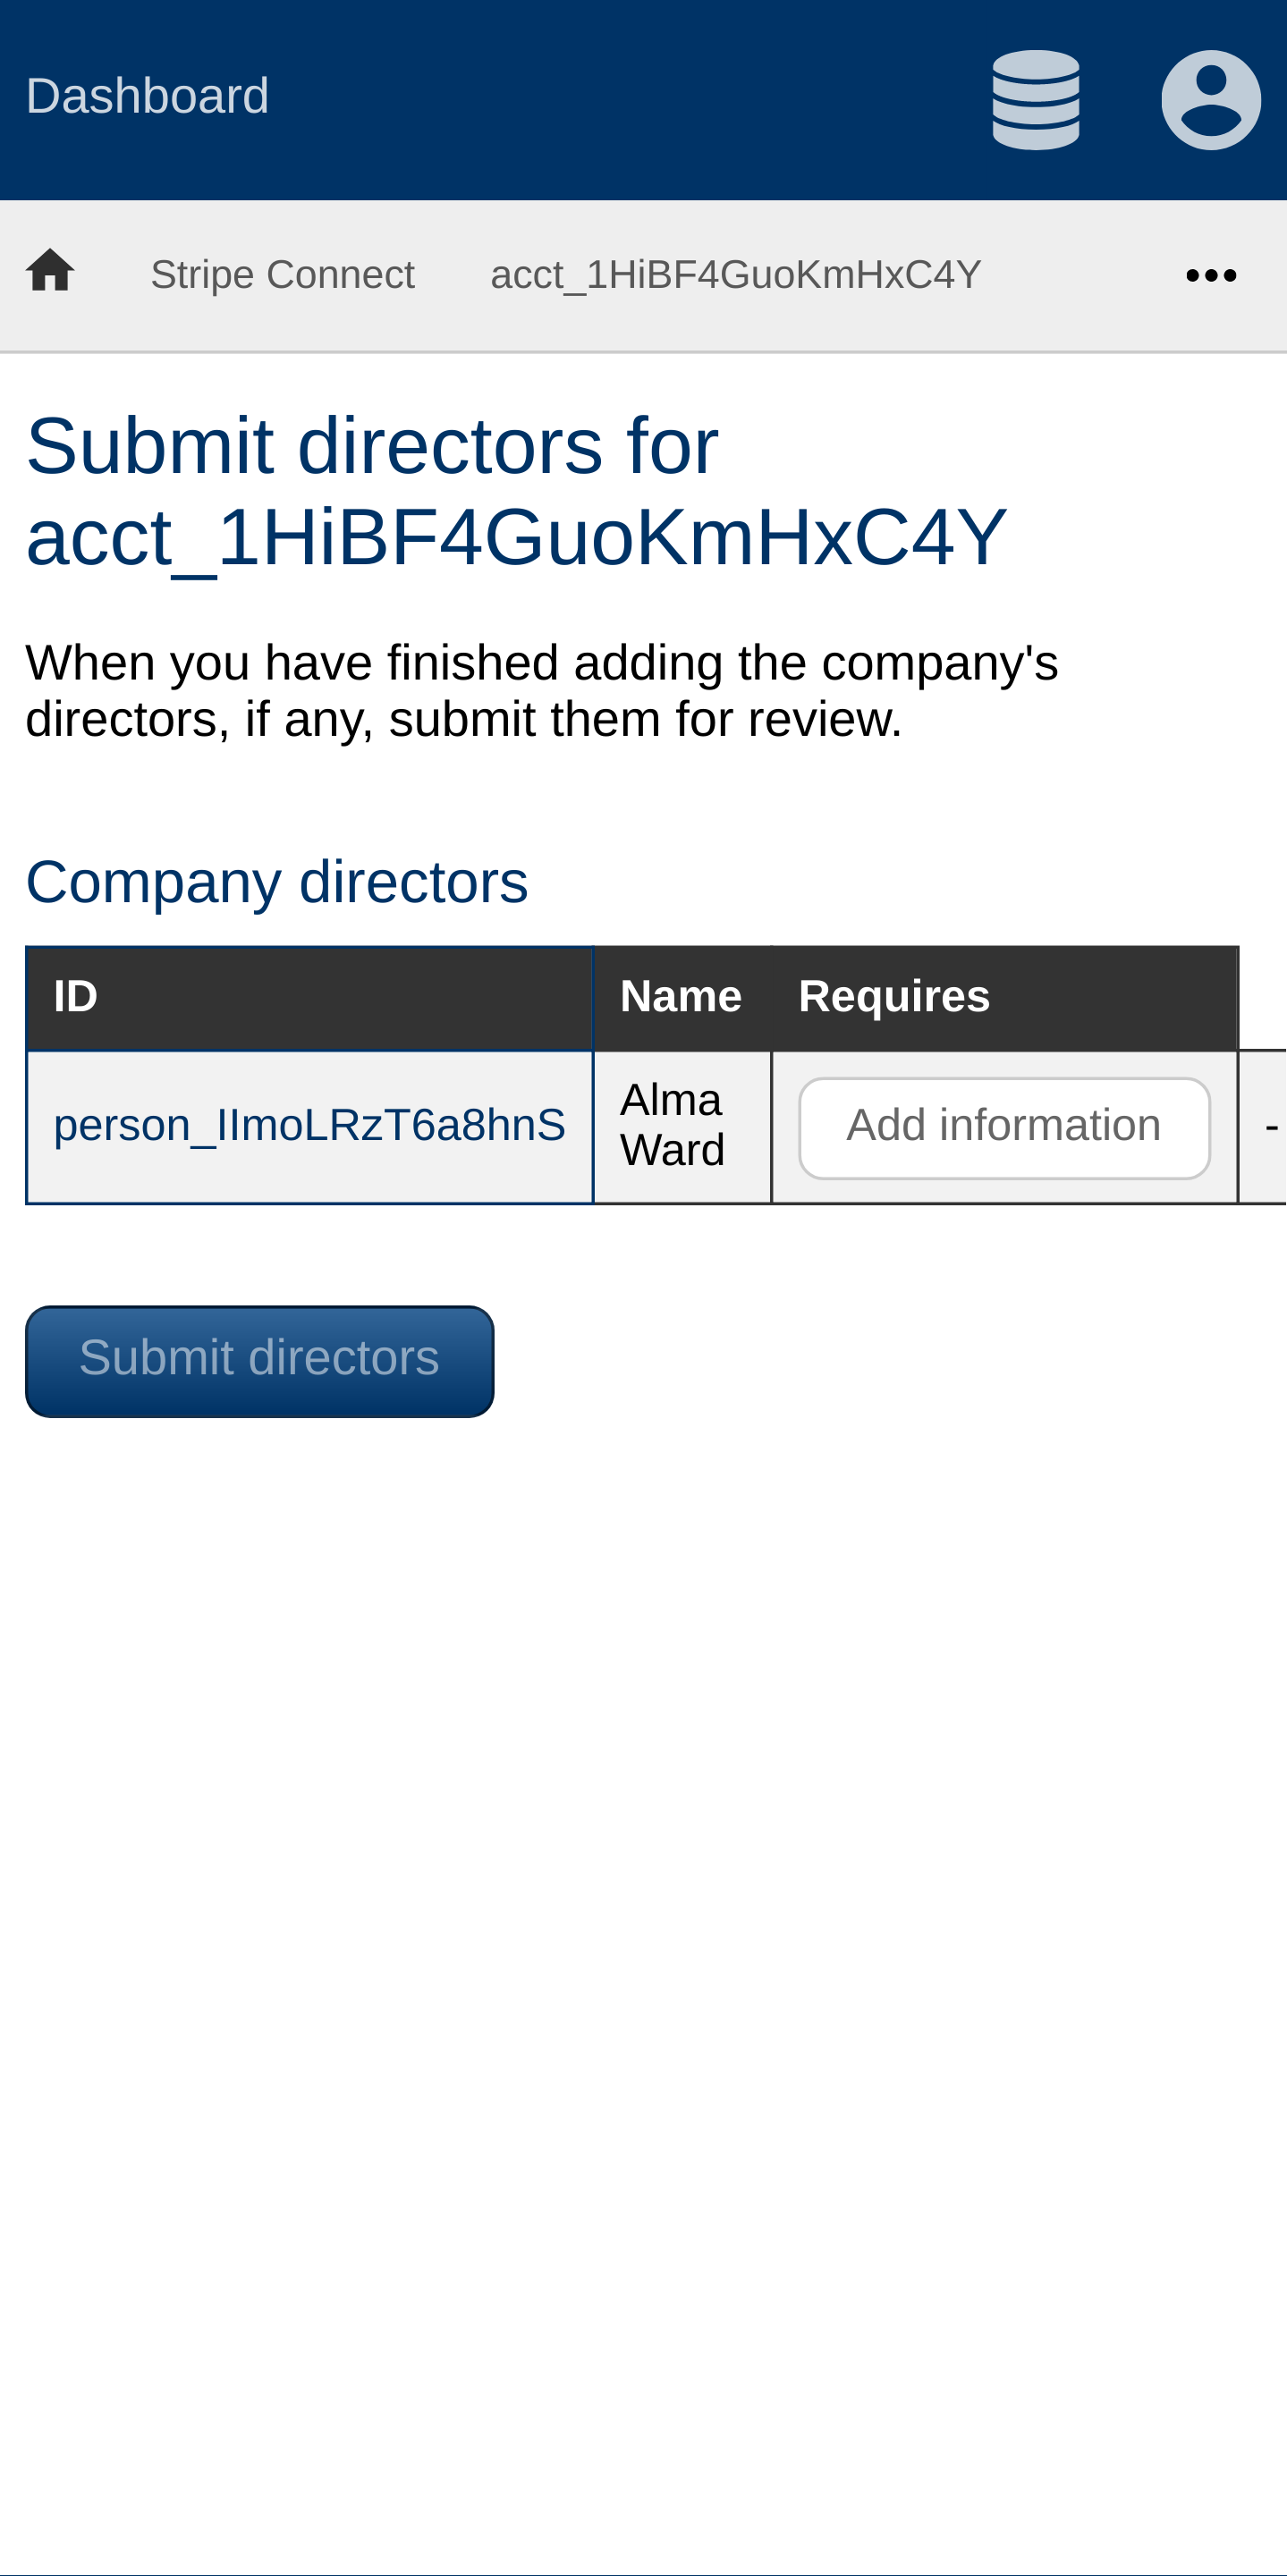 Dashboard
Stripe Connect acct_1HiBF4GuoKmHxC4Y
Submit directors for
acct_1HiBF4GuoKmHxC4Y
When you have finished adding the company's
directors, if any, submit them for review.
Company directors
ID Name Requires
person_IImoLRzT6a8hnS Alma Ward Add information -
Submit directors